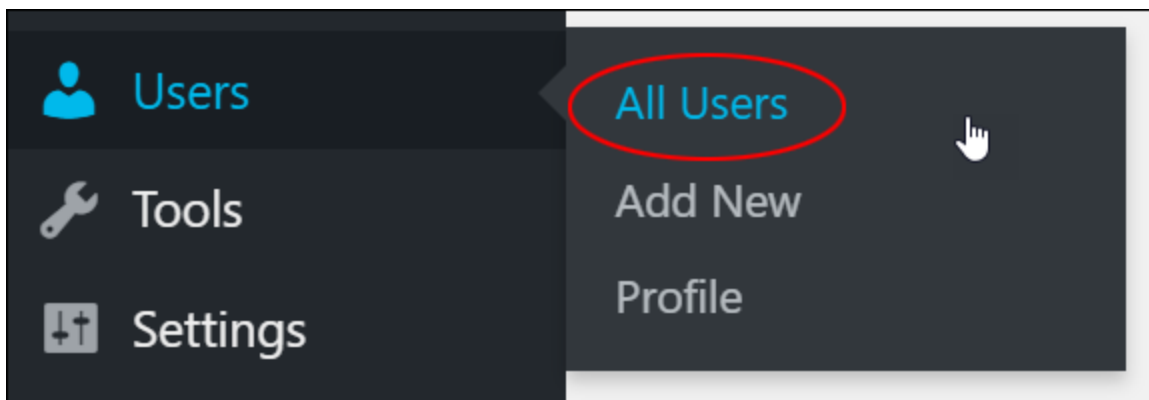 Users
Tools
Settings
All Users
Add New
Profile